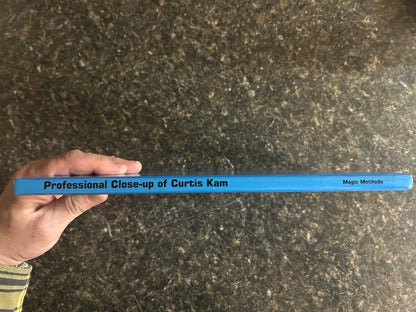 Professional Close-up of Curtis Kam Magic Methods